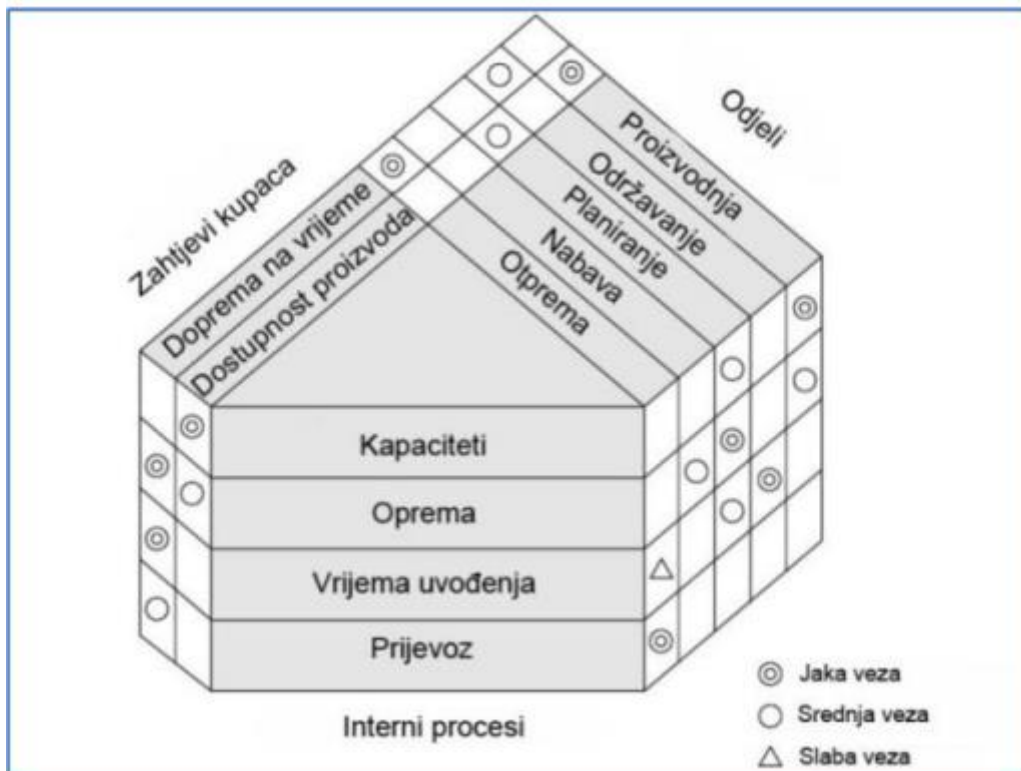 Zahtjevi kupaca
Odjeli
Doprema na vrijeme
Dostupnost proizvoda
Proizvodnja
Održavanje
Planiranje
Nabava
Otprema
Kapaciteti
Oprema
Vrijema uvođenja
Prijevoz
Interni procesi
Jaka veza
Srednja veza
Slaba veza